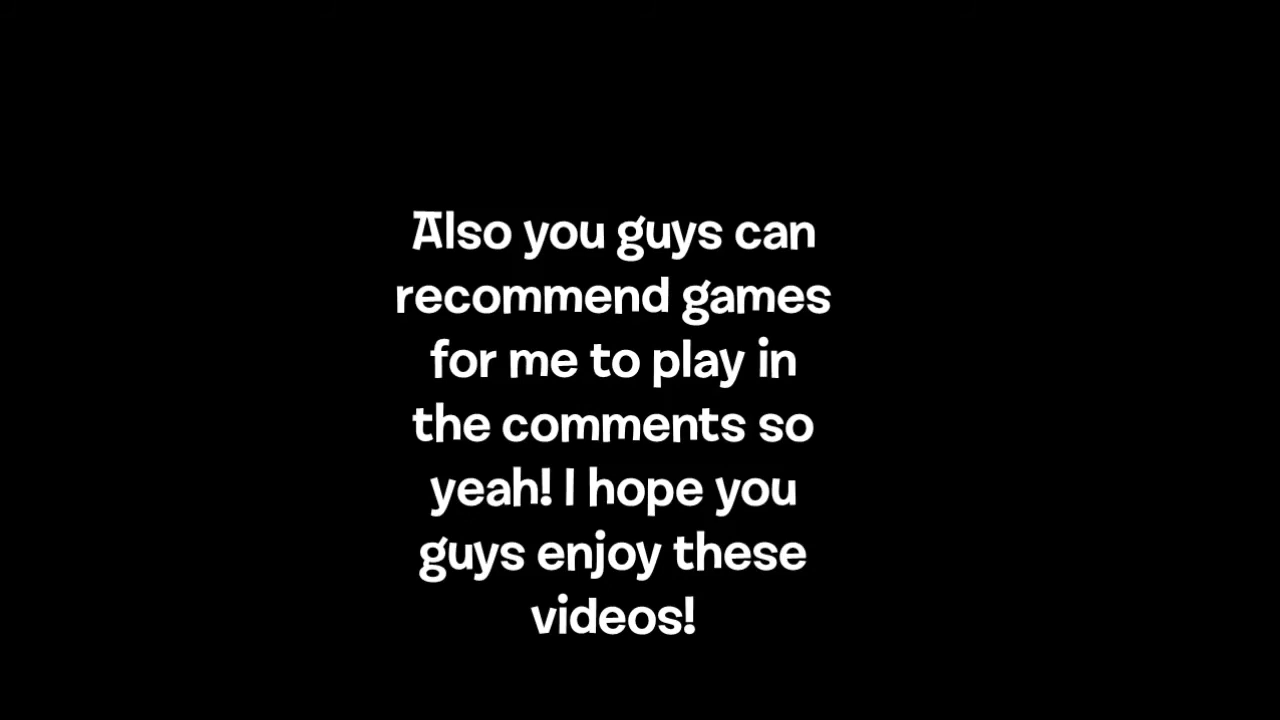 Also you guys can
recommend games
for me to play in
the comments so
yeah! I hope you
guys enjoy these
videos!